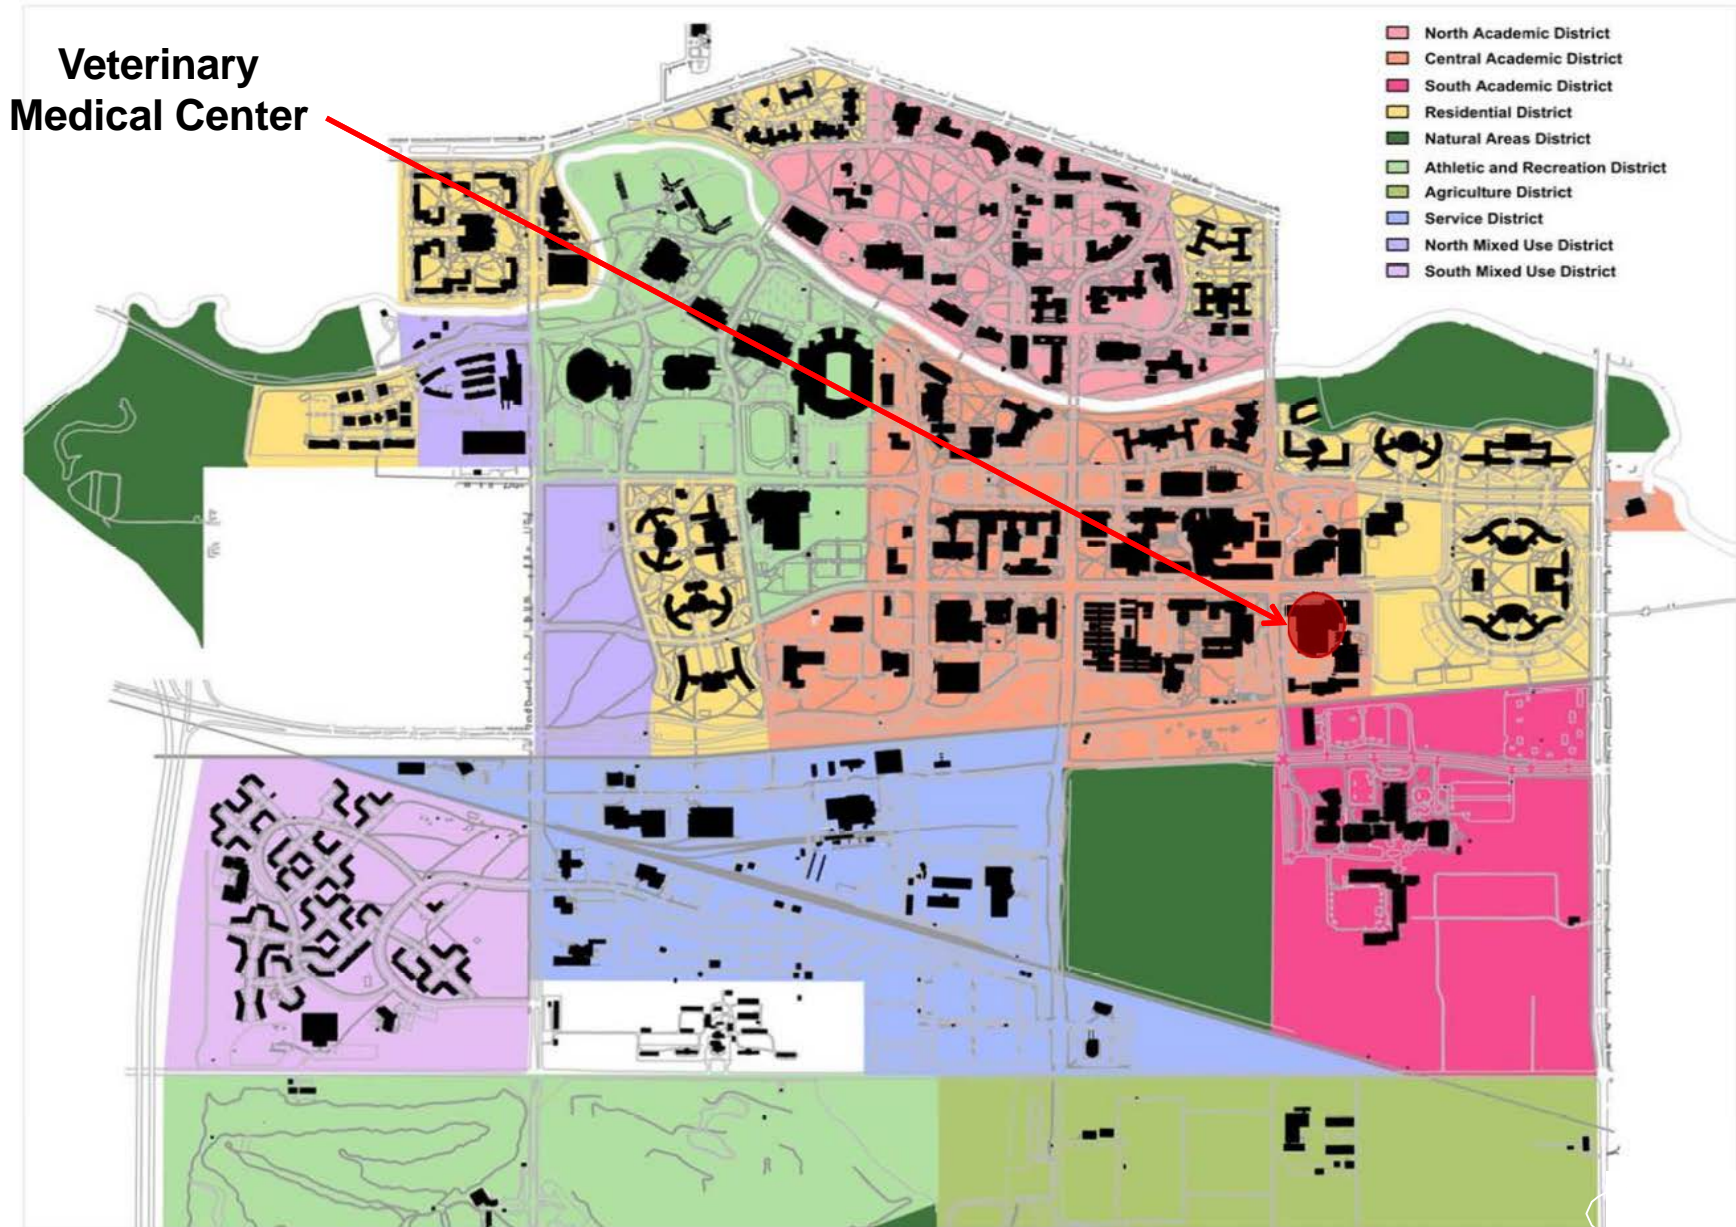 Veterinary
Medical Center
North Academic District
Central Academic District
South Academic District
Residential District
Natural Areas District
Athletic and Recreation District
Agriculture District
Service District
North Mixed Use District
South Mixed Use District